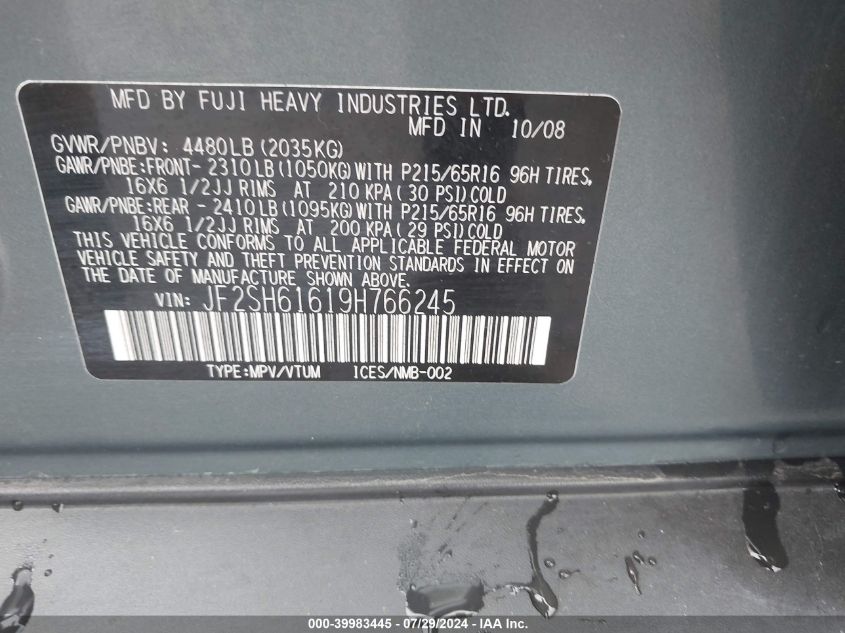 MFD BY FUJI HEAVY INDUSTRIES LTD.
MFD IN 10/08
GVWR/PNBV: 4480LB (2035KG)
GAWR/PNBE:FRONT- 2310LB(1050KG)WITH P215/65R16 96H TIRES,
16X6 1/2JJ RIMS AT 210 KPA( 30 PSI)COLD
GAWR/PNBE:REAR - 2410LB(1095KG)WITH P215/65R16 96H TIRES,
16X6 1/2JJ RIMS AT 200 KPA( 29 PSI)COLD
THIS VEHICLE CONFORMS TO ALL APPLICABLE FEDERAL MOTOR
VEHICLE SAFETY AND THEFT PREVENTION STANDARDS IN EFFECT ON
THE DATE OF MANUFACTURE SHOWN ABOVE.
VIN: JF2SH61619H766245
TYPE:MPV/VTUM ICES/NMB-002
000-39983445 - 07/29/2024 - IAA Inc.